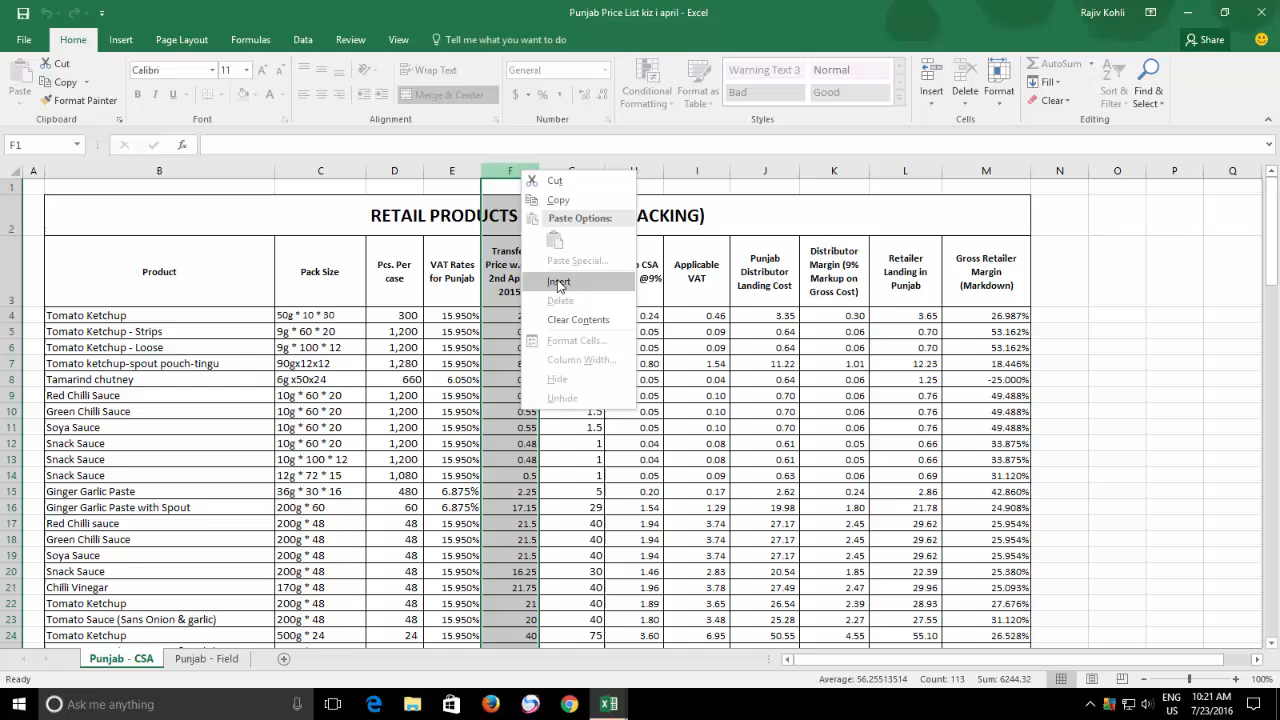 Punjab Price List kiz i april - Excel
Rajiv Kohli
File Home Insert Page Layout Formulas Data Review View Tell me what you want to do Share
Paste Cut Copy Format Painter
Clipboard
Calibri 11
Font
Wrap Text
Merge & Center
Alignment
General
Number
Conditional Formatting
Format as Table
Warning Text 3 Normal
Bad Good
Styles
Insert Delete Format
Cells
AutoSum
Fill
Clear
Sort & Filter
Find & Select
Editing
F1
A B C D E F G H I J K L M N O P Q
1
2 RETAIL PRODUCTS ACKING)
3 Product
Pack Size
Pcs. Per case
VAT Rates for Punjab
2nd
2015
CSA
@9%
Applicable VAT
Punjab Distributor Landing Cost
Distributor Margin (9% Markup on Gross Cost)
Retailer Landing in Punjab
Gross Retailer Margin (Markdown)
4 Tomato Ketchup 50g * 10 * 30 300 15.950% 0.24 0.46 3.35 0.30 3.65 26.987%
5 Tomato Ketchup - Strips 9g * 60 * 20 1,200 15.950% 0.05 0.09 0.64 0.06 0.70 53.162%
6 Tomato Ketchup - Loose 9g * 100 * 12 1,200 15.950% 0.05 0.09 0.64 0.06 0.70 53.162%
7 Tomato ketchup-spout pouch-tingu 90gx12x12 1,280 15.950% 0.80 1.54 11.22 1.01 12.23 18.446%
8 Tamarind chutney 6g x50x24 660 6.050% 0.05 0.04 0.64 0.06 1.25 -25.000%
9 Red Chilli Sauce 10g * 60 * 20 1,200 15.950% 0.05 0.10 0.70 0.06 0.76 49.488%
10 Green Chilli Sauce 10g * 60 * 20 1,200 15.950% 0.55 1.5 0.05 0.10 0.70 0.06 0.76 49.488%
11 Soya Sauce 10g * 60 * 20 1,200 15.950% 0.55 1.5 0.05 0.10 0.70 0.06 0.76 49.488%
12 Snack Sauce 10g * 60 * 20 1,200 15.950% 0.48 1 0.04 0.08 0.61 0.05 0.66 33.875%
13 Snack Sauce 10g * 100 * 12 1,200 15.950% 0.48 1 0.04 0.08 0.61 0.05 0.66 33.875%
14 Snack Sauce 12g * 72 * 15 1,080 15.950% 0.5 1 0.05 0.09 0.63 0.06 0.69 31.120%
15 Ginger Garlic Paste 36g * 30 * 16 480 6.875% 2.25 5 0.20 0.17 2.62 0.24 2.86 42.860%
16 Ginger Garlic Paste with Spout 200g * 60 60 6.875% 17.15 29 1.54 1.29 19.98 1.80 21.78 24.908%
17 Red Chilli sauce 200g * 48 48 15.950% 21.5 40 1.94 3.74 27.17 2.45 29.62 25.954%
18 Green Chilli Sauce 200g * 48 48 15.950% 21.5 40 1.94 3.74 27.17 2.45 29.62 25.954%
19 Soya Sauce 200g * 48 48 15.950% 21.5 40 1.94 3.74 27.17 2.45 29.62 25.954%
20 Snack Sauce 200g * 48 48 15.950% 16.25 30 1.46 2.83 20.54 1.85 22.39 25.380%
21 Chilli Vinegar 170g * 48 48 15.950% 21.75 40 1.96 3.78 27.49 2.47 29.96 25.093%
22 Tomato Ketchup 200g * 48 48 15.950% 21 40 1.89 3.65 26.54 2.39 28.93 27.676%
23 Tomato Sauce (Sans Onion & garlic) 200g * 48 48 15.950% 20 40 1.80 3.48 25.28 2.27 27.55 31.120%
24 Tomato Ketchup 500g * 24 24 15.950% 40 75 3.60 6.95 50.55 4.55 55.10 26.528%
Cut
Copy
Paste Options:
Paste Special...
Insert
Delete
Clear Contents
Format Cells...
Column Width...
Hide
Unhide
Punjab - CSA Punjab - Field
Ready Average: 56.25513514 Count: 113 Sum: 6244.32 100%
Ask me anything
ENG US
10:21 AM
7/23/2016